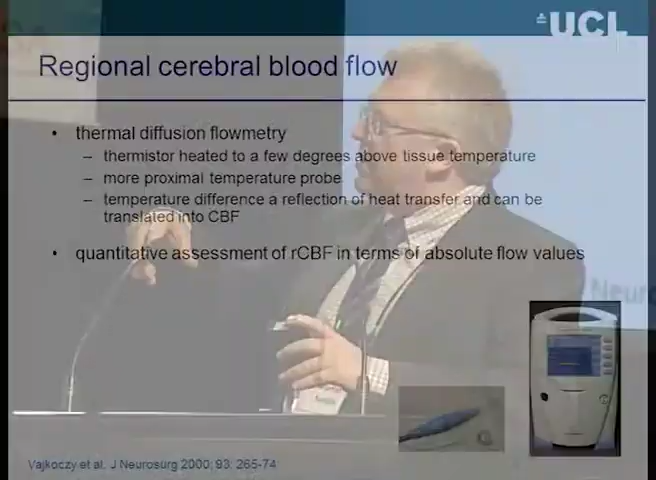 UCL
Regional cerebral blood flow
• thermal diffusion flowmetry
– thermistor heated to a few degrees above tissue temperature
– more proximal temperature probe
– temperature difference a reflection of heat transfer and can be
translated into CBF
• quantitative assessment of rCBF in terms of absolute flow values
Neuro
Vajkoczy et al. J Neurosurg 2000; 93: 265-74